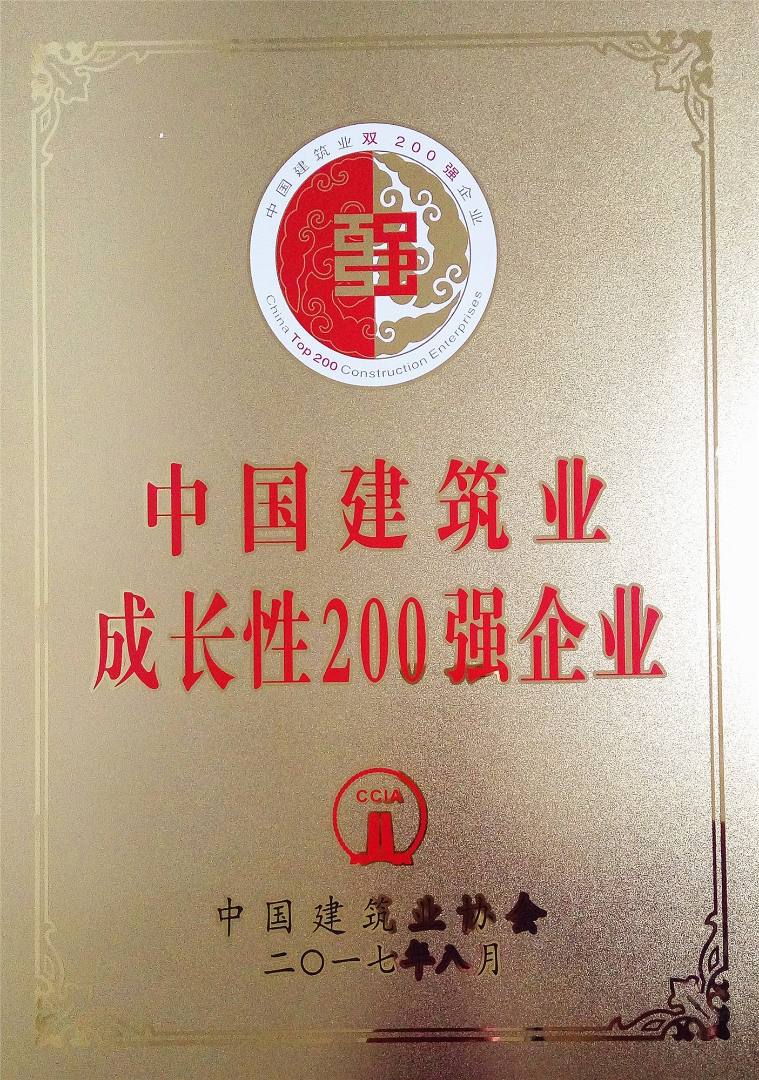 中国建筑业双200强企业
China Top 200 Construction Enterprises
中国建筑业
成长性200强企业
CCIA
中国建筑业协会
二〇一七年八月